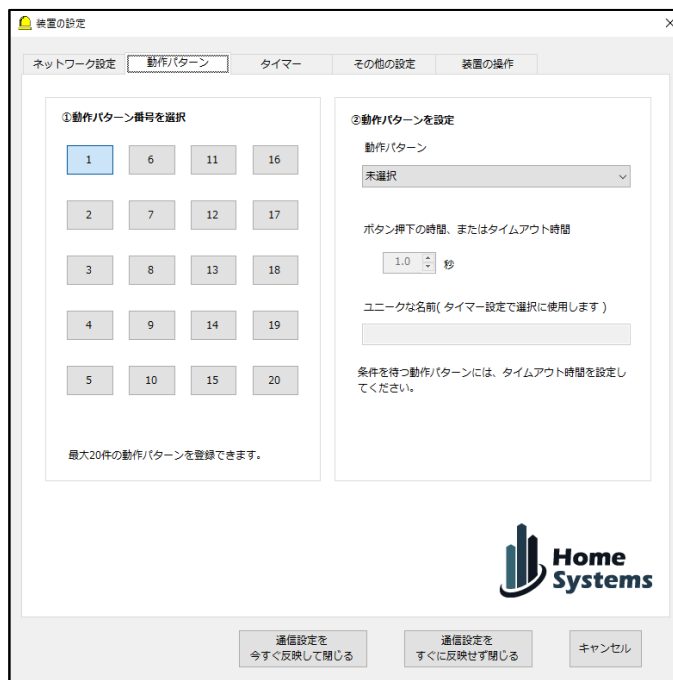 装置の設定
ネットワーク設定 動作パターン タイマー その他の設定 装置の操作
①動作パターン番号を選択
1 6 11 16
2 7 12 17
3 8 13 18
4 9 14 19
5 10 15 20
最大20件の動作パターンを登録できます。
②動作パターンを設定
動作パターン
未選択
ボタン押下の時間、またはタイムアウト時間
1.0 秒
ユニークな名前( タイマー設定で選択に使用します )
条件を待つ動作パターンには、タイムアウト時間を設定し
てください。
Home
Systems
通信設定を
今すぐ反映して閉じる
通信設定を
すぐに反映せず閉じる
キャンセル